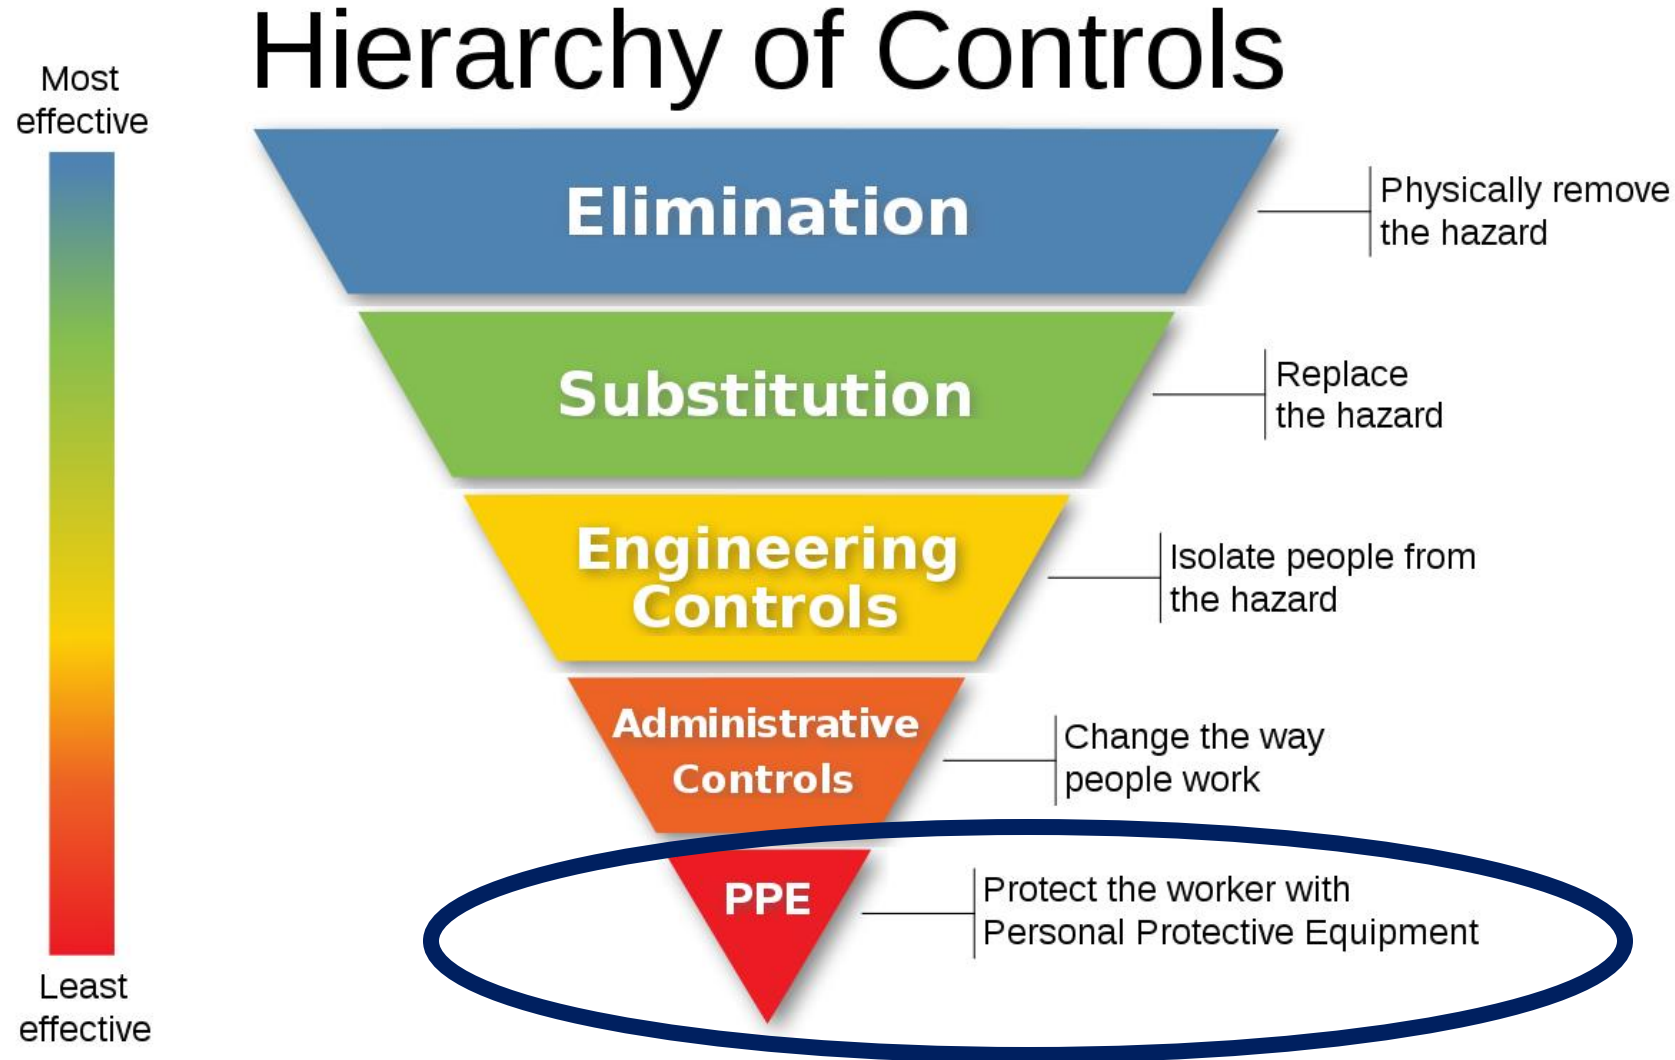 Hierarchy of Controls
Most
effective
Elimination
Physically remove
the hazard
Substitution
Replace
the hazard
Engineering
Controls
Isolate people from
the hazard
Administrative
Controls
Change the way
people work
PPE
Protect the worker with
Personal Protective Equipment
Least
effective